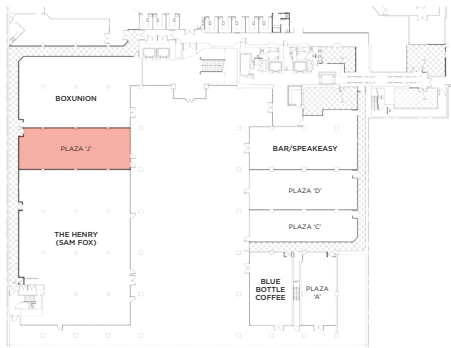 BOXUNION
PLAZA 'J'
BAR/SPEAKEASY
PLAZA 'D'
PLAZA 'C'
THE HENRY
(SAM FOX)
BLUE
BOTTLE
COFFEE
PLAZA
'A'